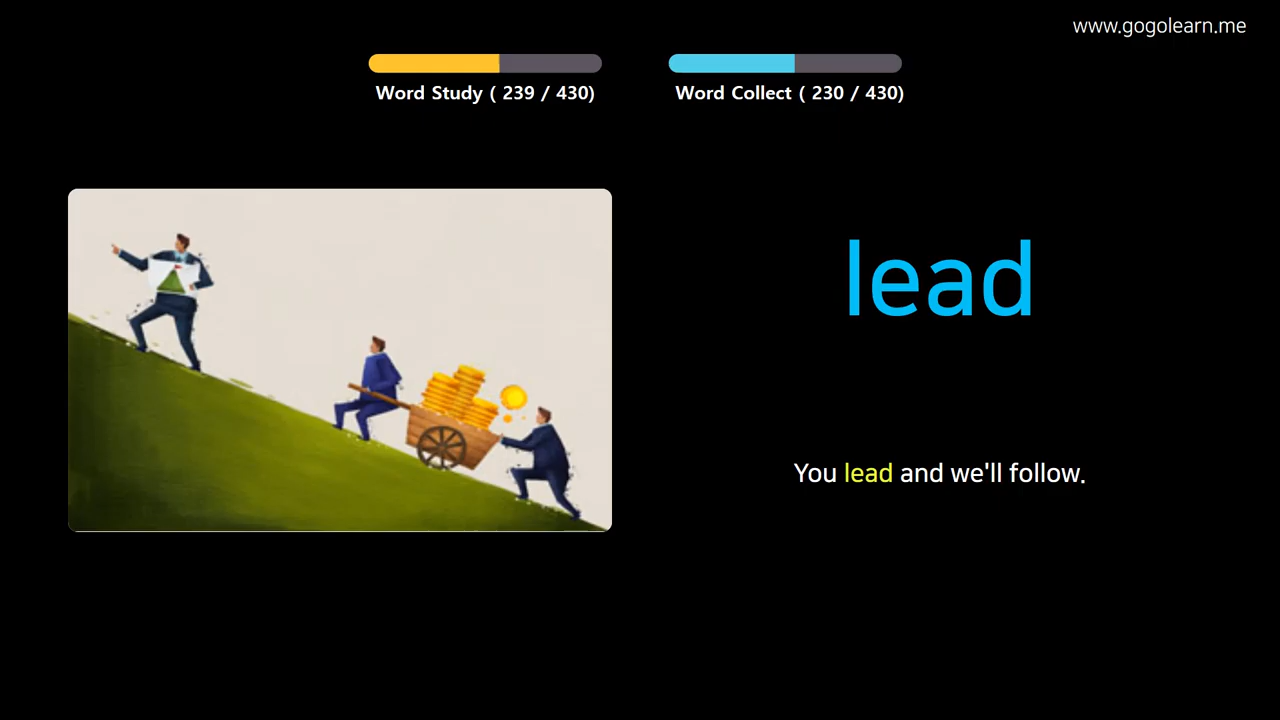 www.gogolearn.me
Word Study ( 239 / 430)
Word Collect ( 230 / 430)
lead
You lead and we'll follow.